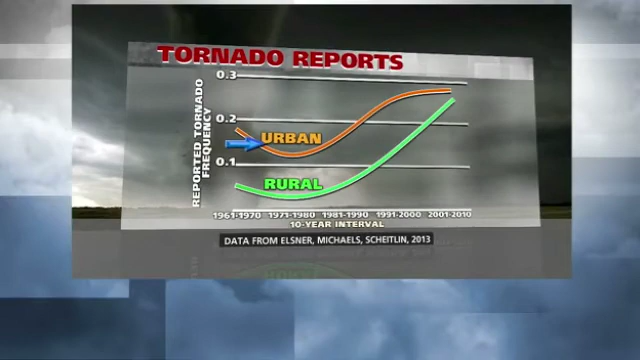 TORNADO REPORTS
REPORTED TORNADO
FREQUENCY
0.3
0.2
0.1
URBAN
RURAL
1961-1970 1971-1980 1981-1990 1991-2000 2001-2010
10-YEAR INTERVAL
DATA FROM ELSNER, MICHAELS, SCHEITLIN, 2013